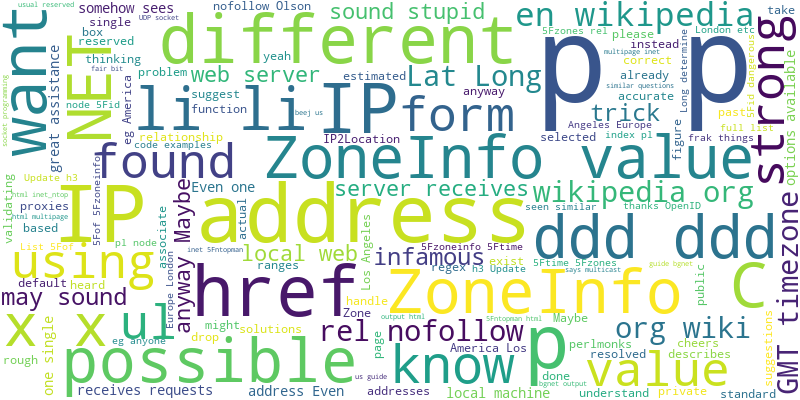 usual reserved
somehow sees
UDP socket
nofollow Olson
sound stupid
en wikipedia
5Fzones rel
London etc
take
single
box
yeah
please
multipage inet
already
reserved
different
p p
instead
thinking
fair bit
web server
Lat Long
correct
want
great assistance
NET
problem
estimated
suggest
anyway
similar questions
trick
accurate
strong
5Fid dangerous
Long determine
options available
node 5Fid
function
li li
IP
form
past
socket programming
eg America
beej us
selected
Angeles Europe
figure
full list
relationship
IP2Location
index pl
frak things
code examples
found
ZoneInfo value
Update h3
5Fof 5Fzoneinfo
Even one
server receives
wikipedia org
html inet_ntop
validating
proxies
actual
seen similar
thanks OpenID
html multipage
IP address
based
associate
Los Angeles
ddd ddd
List 5Fof
pl node
local web
infamous
5Fzoneinfo 5Ftime
exist
5Ftime 5Fzones
guide bgnet
using
inet 5Fntopman
ranges
regex
h3 Update
says multicast
default
heard
Europe London
anyway Maybe
href
Zone
handle
ZoneInfo
public
C
GMT timezone
may sound
might
output html
5Fntopman html
Maybe
x x
ul
drop
solutions
rel nofollow
perlmonks
cheers
org wiki
one single
eg anyone
page
done
resolved
describes
suggestions
rough
possible
America Los
know
p
value
us guide
addresses
bgnet output
receives requests
address Even
local machine
understand
private
standard